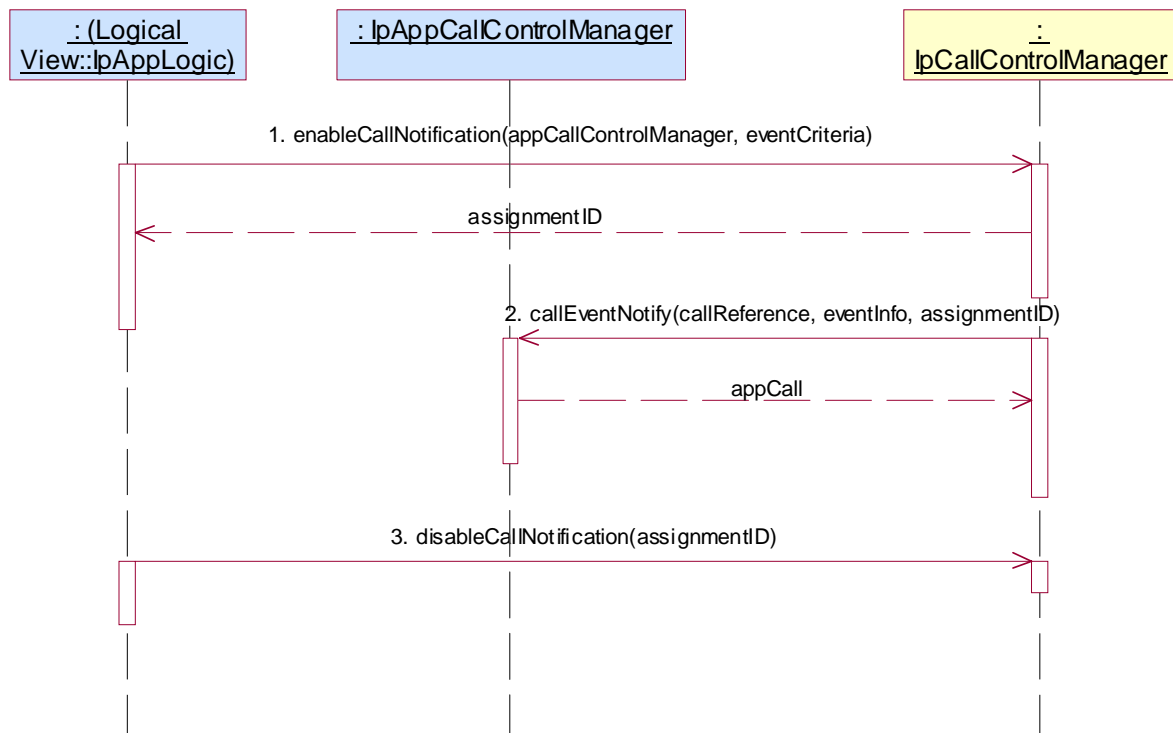 : (Logical
View::IpAppLogic)
: IpAppCallControlManager
:
IpCallControlManager
1. enableCallNotification(appCallControlManager, eventCriteria)
assignmentID
2. callEventNotify(callReference, eventInfo, assignmentID)
appCall
3. disableCallNotification(assignmentID)